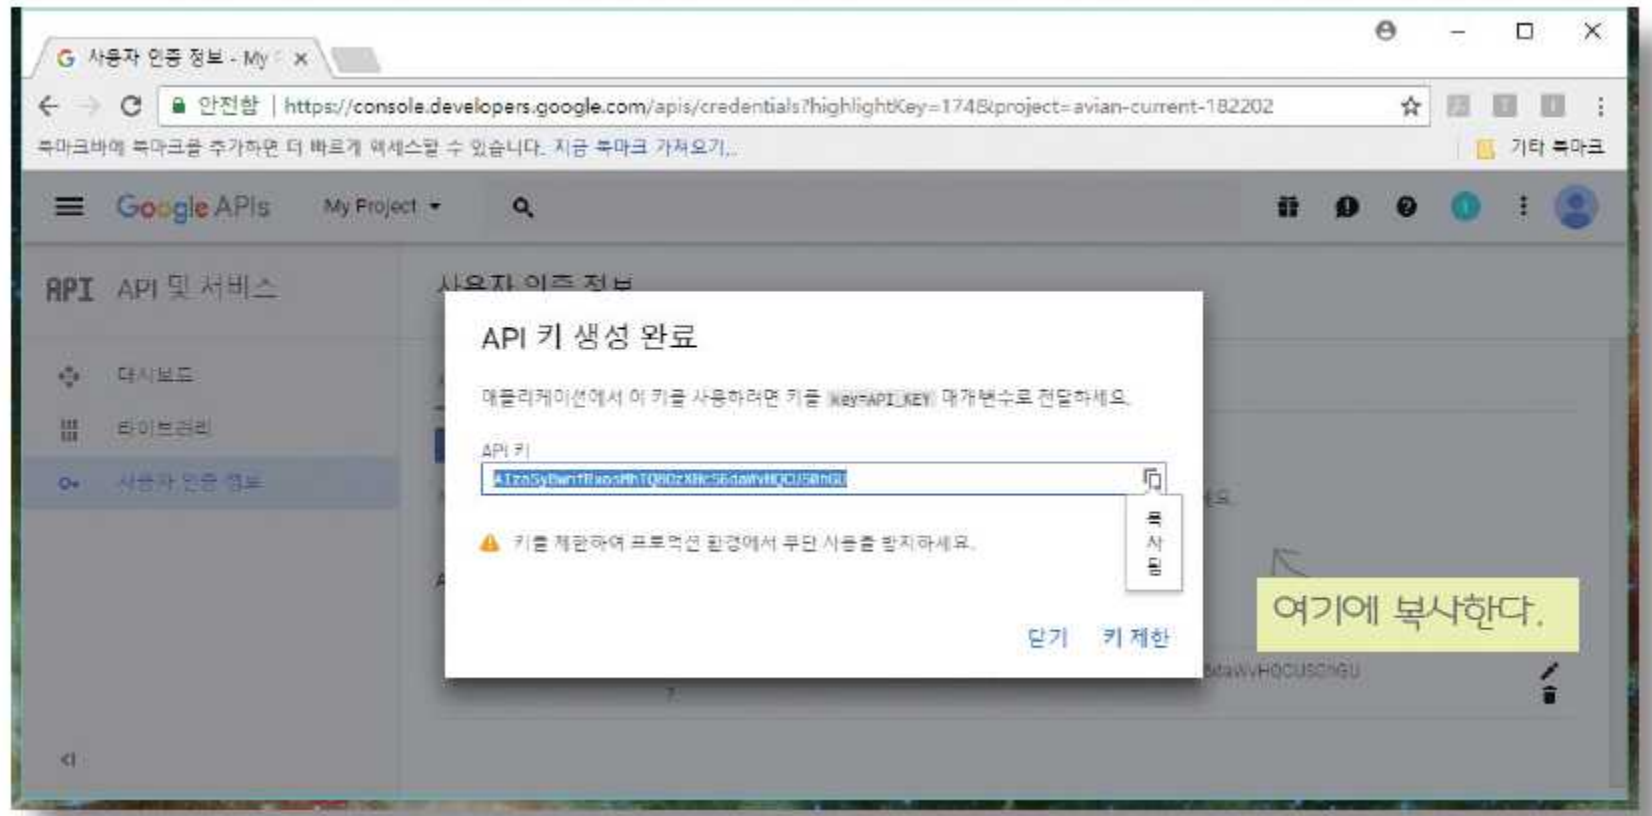 사용자 인증 정보 - My
안전함 | https://console.developers.google.com/apis/credentials?highlightKey=174&project=avian-current-182202
북마크바에 북마크를 추가하면 더 빠르게 액세스할 수 있습니다. 지금 북마크 가져오기...
기타 북마크
Google APIs My Project
API API 및 서비스
사용자 인증 정보
대시보드
라이브러리
사용자 인증 정보
API 키 생성 완료
애플리케이션에서 이 키를 사용하려면 키를 key=API_KEY 매개변수로 전달하세요.
API 키
복사됨
키를 제한하여 프로덕션 환경에서 무단 사용을 방지하세요.
닫기 키 제한
여기에 복사한다.